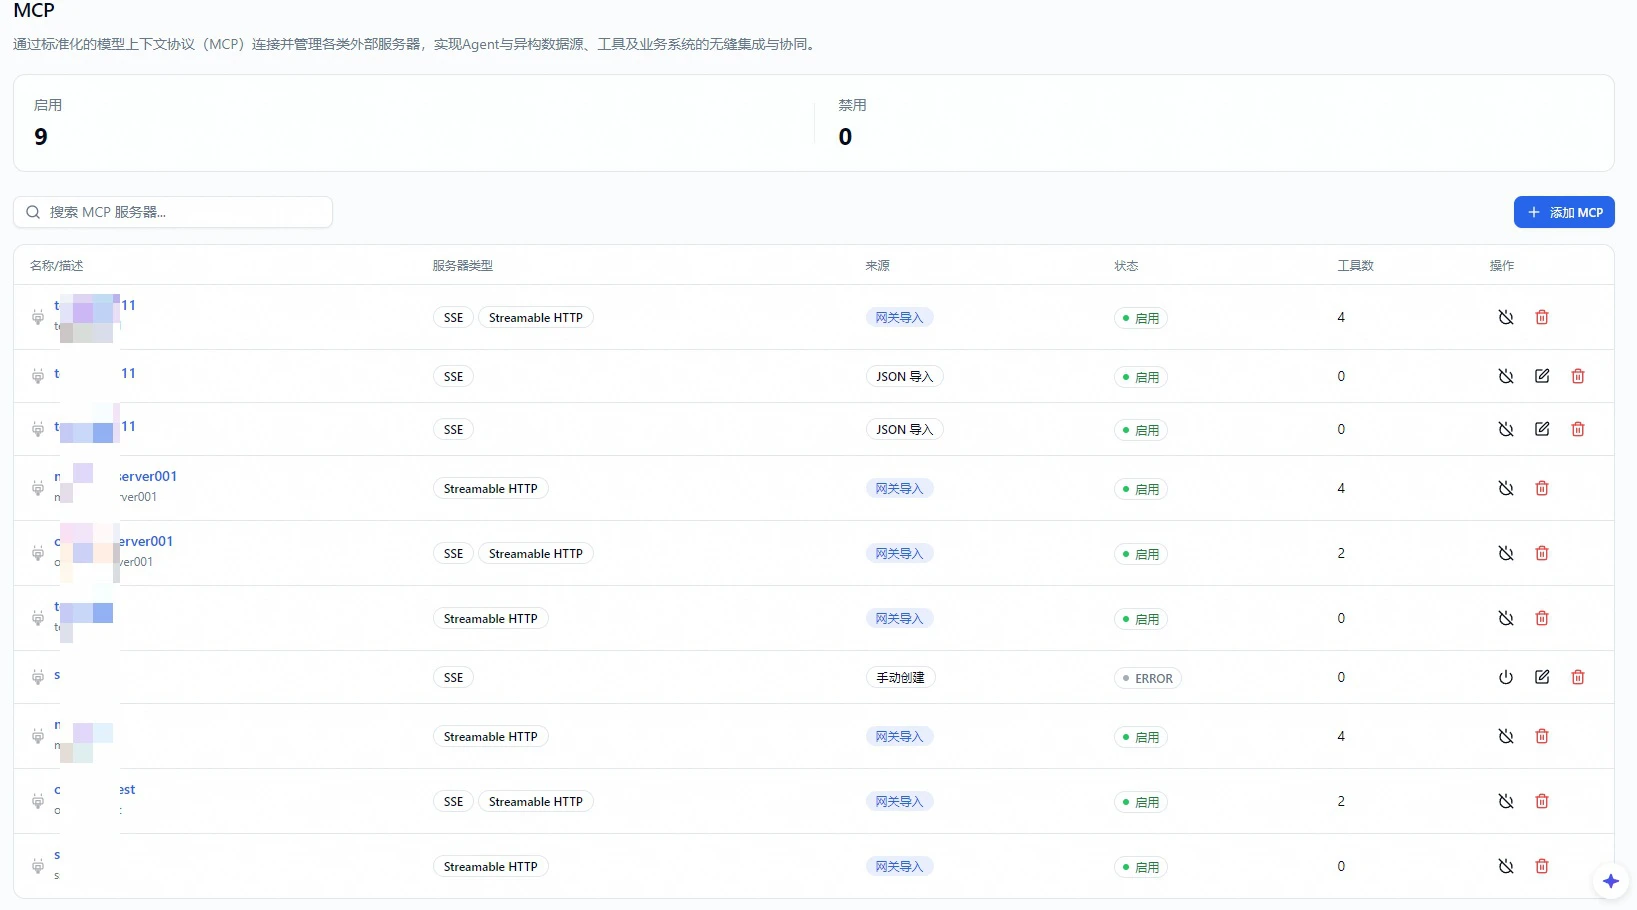 MCP
通过标准化的模型上下文协议（MCP）连接并管理各类外部服务器，实现Agent与异构数据源、工具及业务系统的无缝集成与协同。
启用 禁用
9 0
搜索 MCP 服务器... 添加 MCP
名称/描述 服务器类型 来源 状态 工具数 操作
11 SSE Streamable HTTP 网关导入 启用 4
11 SSE JSON 导入 启用 0
11 SSE JSON 导入 启用 0
server001 Streamable HTTP 网关导入 启用 4
SSE Streamable HTTP 网关导入 启用 2
Streamable HTTP 网关导入 启用 0
SSE 手动创建 ERROR 0
Streamable HTTP 网关导入 启用 4
SSE Streamable HTTP 网关导入 启用 2
Streamable HTTP 网关导入 启用 0